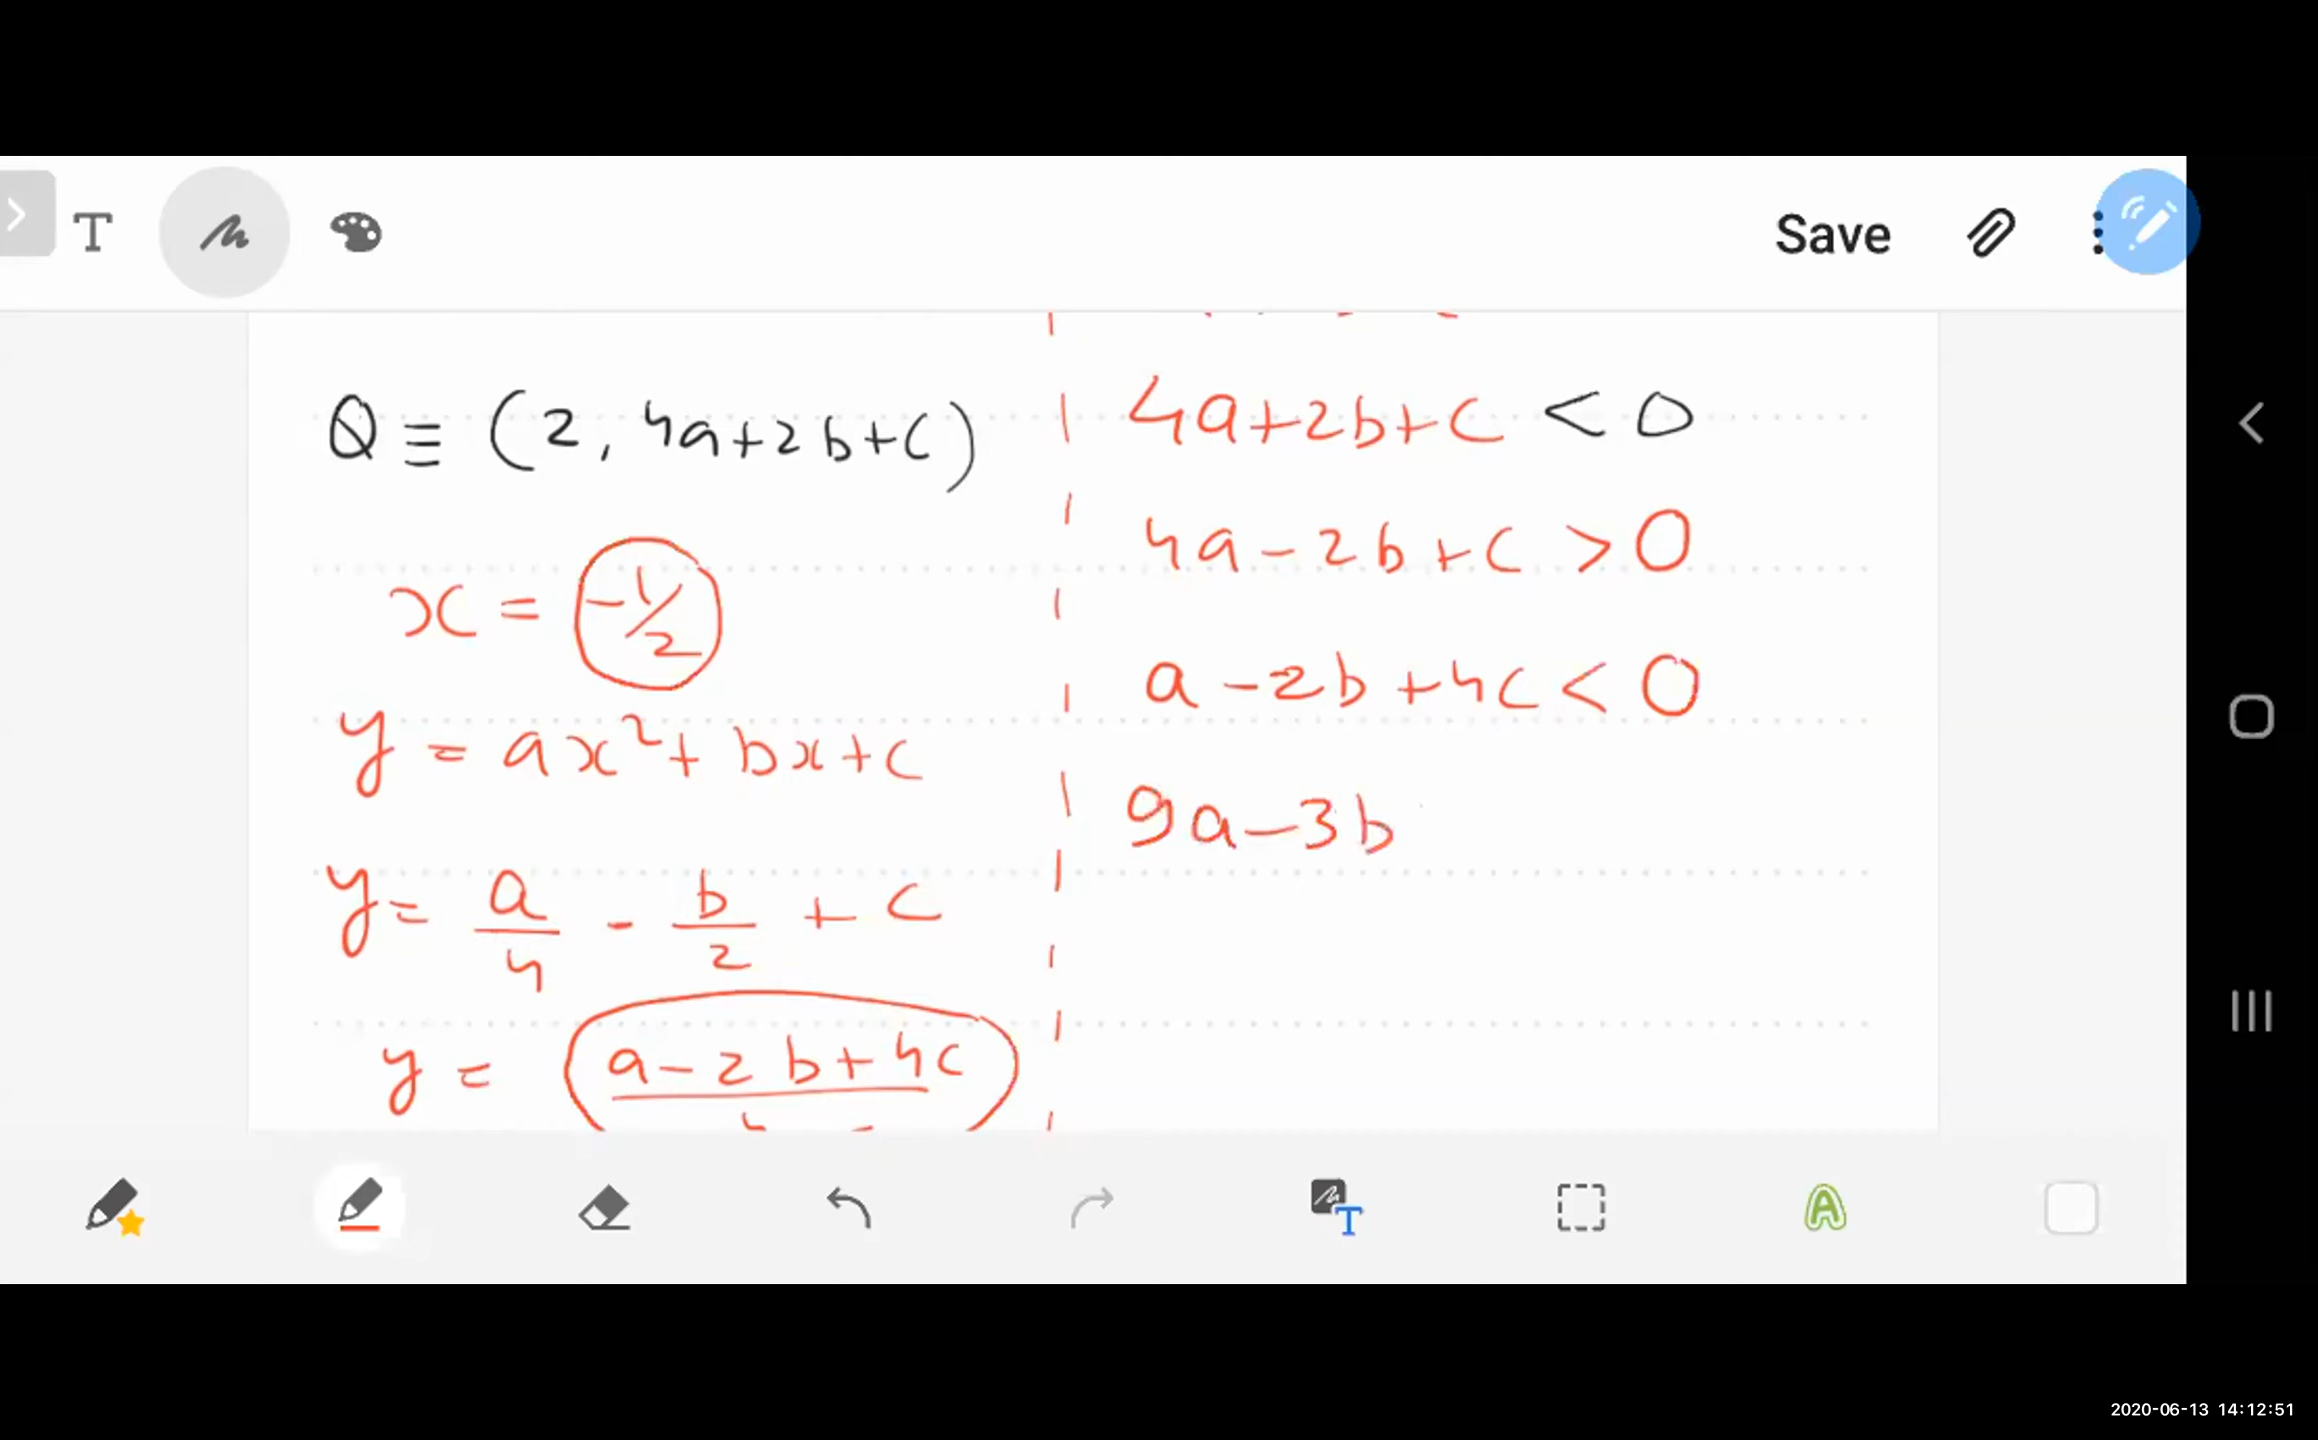 T
Save
Q ≡ (2, 4a+2b+c)
x = -1/2
y = ax²+ bx+c
y= a/4 - b/2 + c
y = a-2b+4c
4a+2b+c < 0
4a-2b+c > 0
a-2b+4c < 0
9a-3b
T
A
2020-06-13 14:12:51